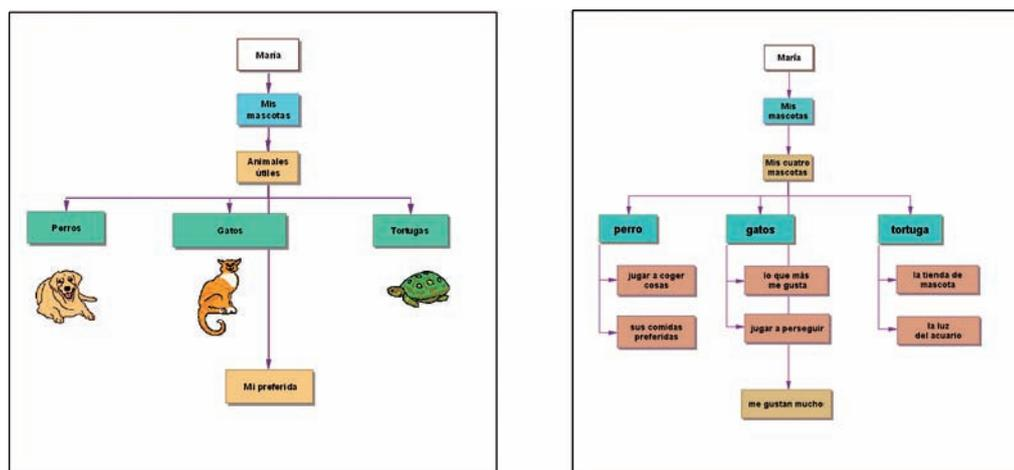 María
Mis
mascotas
Animales
útiles
Perros
Gatos
Tortugas
Mi preferida
María
Mis
mascotas
Mis cuatro
mascotas
perro
gatos
tortuga
jugar a coger
cosas
lo que más
me gusta
la tienda de
mascota
sus comidas
preferidas
jugar a perseguir
la luz
del acuario
me gustan mucho